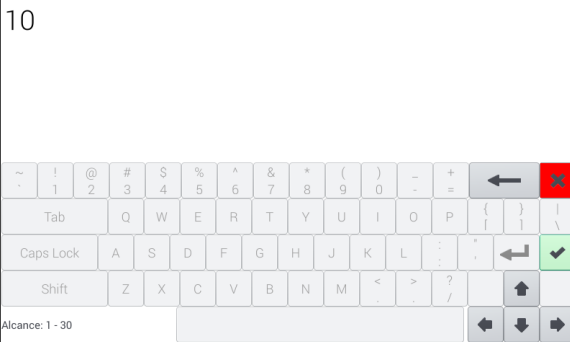 10
~ ! @ # $ % ^ & * ( ) _ +
` 1 2 3 4 5 6 7 8 9 0 - =
Tab Q W E R T Y U I O P { } |
[ ] \
Caps Lock A S D F G H J K L : "
; '
Shift Z X C V B N M < > ?
, . /
Alcance: 1 - 30